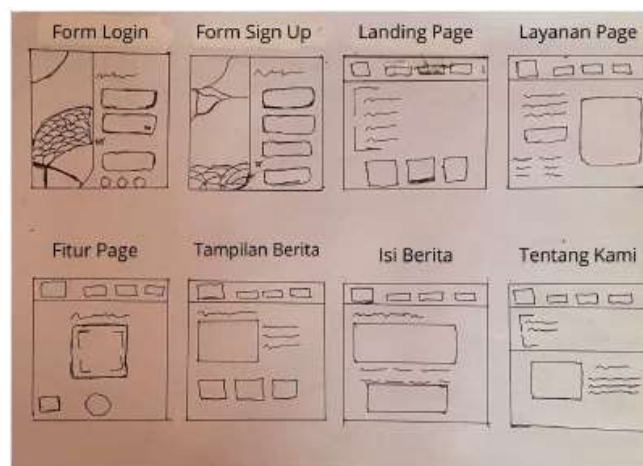 Form Login
Form Sign Up
Landing Page
Layanan Page
Fitur Page
Tampilan Berita
Isi Berita
Tentang Kami